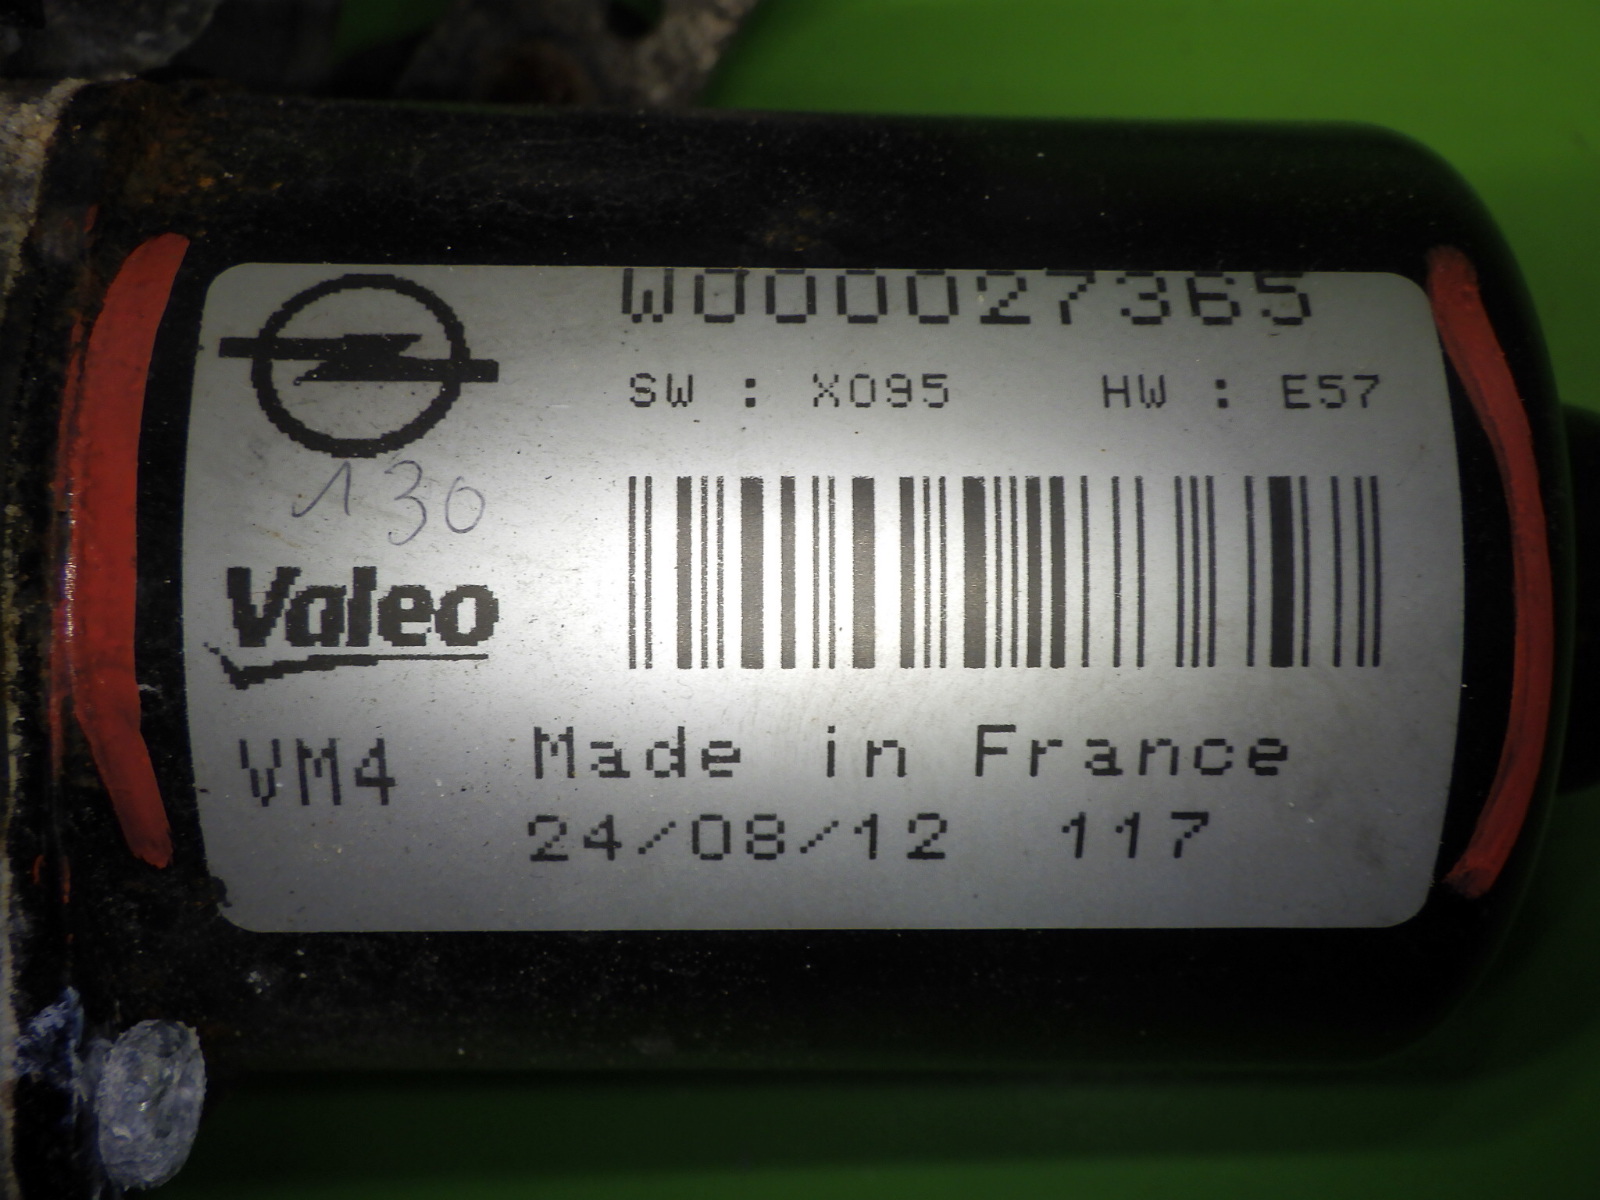 W000027365
SW : X095 HW : E57
130
Valeo
VM4 Made in France
24/08/12 117